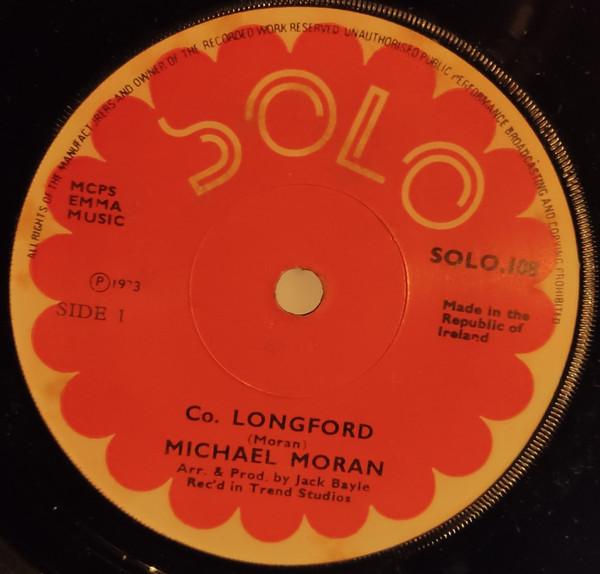 ALL RIGHTS OF THE MANUFACTURERS AND OWNER OF THE RECORDED WORK RESERVED UNAUTHORISED PUBLIC PERFORMANCE BROADCASTING AND COPYING PROHIBITED
SOLO
MCPS
EMMA
MUSIC
SOLO.108
Ⓟ1973
SIDE 1
Made in the
Republic of
Ireland
Co. LONGFORD
(Moran)
MICHAEL MORAN
Arr. & Prod. by Jack Bayle
Rec'd in Trend Studios